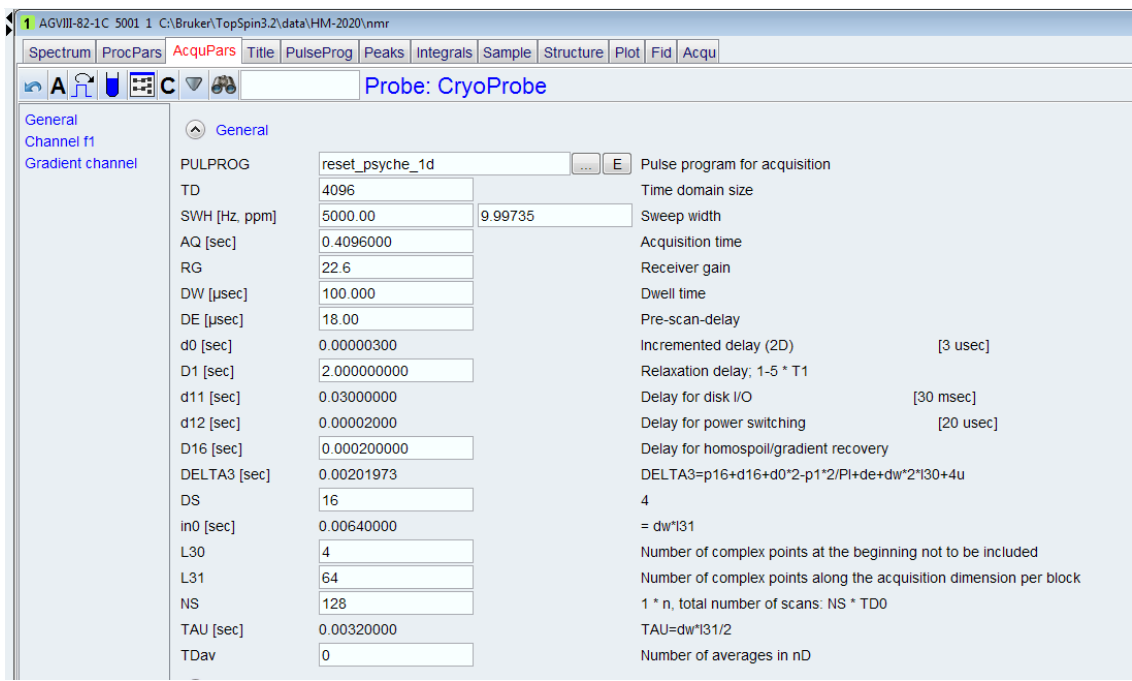 1 AGVIII-82-1C 5001 1 C:\Bruker\TopSpin3.2\data\HM-2020\nmr
Spectrum ProcPars AcquPars Title PulseProg Peaks Integrals Sample Structure Plot Fid Acqu
A C Probe: CryoProbe
General
Channel f1
Gradient channel
General
PULPROG reset_psyche_1d ... E Pulse program for acquisition
TD 4096 Time domain size
SWH [Hz, ppm] 5000.00 9.99735 Sweep width
AQ [sec] 0.4096000 Acquisition time
RG 22.6 Receiver gain
DW [µsec] 100.000 Dwell time
DE [µsec] 18.00 Pre-scan-delay
d0 [sec] 0.00000300 Incremented delay (2D) [3 usec]
D1 [sec] 2.000000000 Relaxation delay; 1-5 * T1
d11 [sec] 0.03000000 Delay for disk I/O [30 msec]
d12 [sec] 0.00002000 Delay for power switching [20 usec]
D16 [sec] 0.000200000 Delay for homospoil/gradient recovery
DELTA3 [sec] 0.00201973 DELTA3=p16+d16+d0*2-p1*2/PI+de+dw*2*l30+4u
DS 16 4
in0 [sec] 0.00640000 = dw*l31
L30 4 Number of complex points at the beginning not to be included
L31 64 Number of complex points along the acquisition dimension per block
NS 128 1 * n, total number of scans: NS * TD0
TAU [sec] 0.00320000 TAU=dw*l31/2
TDav 0 Number of averages in nD